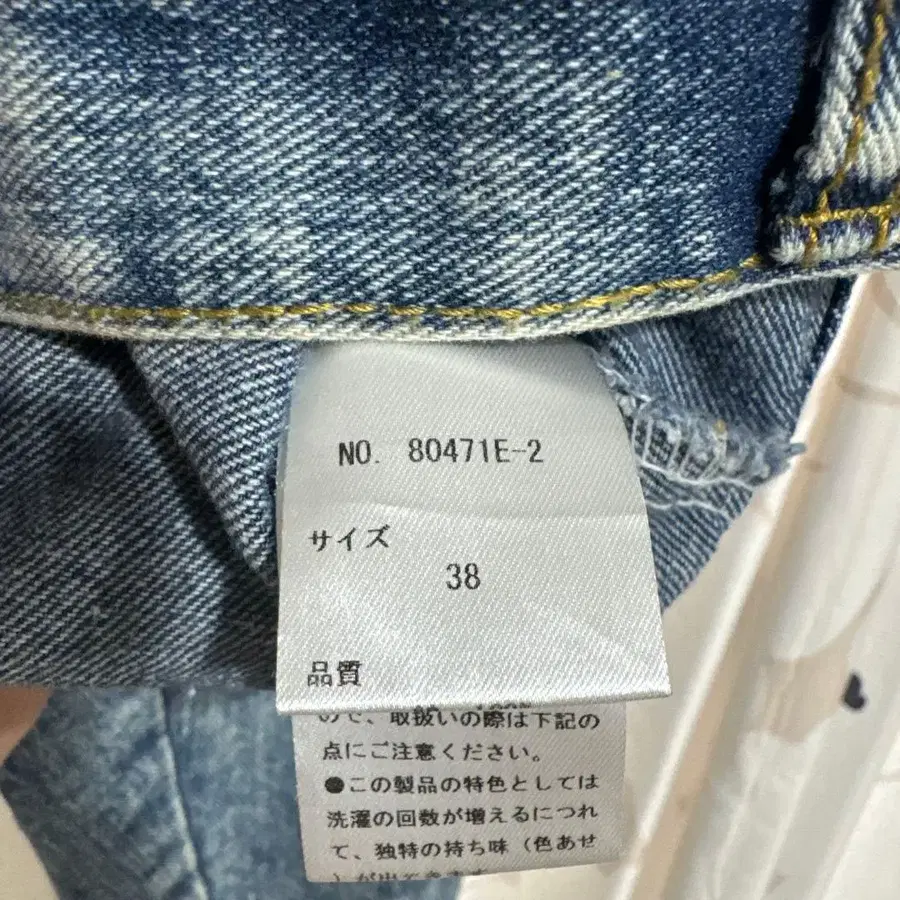 NO. 80471E-2
サイズ
38
品質
ので、取扱いの際は下記の
点にご注意ください。
●この製品の特色としては
洗濯の回数が増えるにつれ
て、独特の持ち味（色あせ